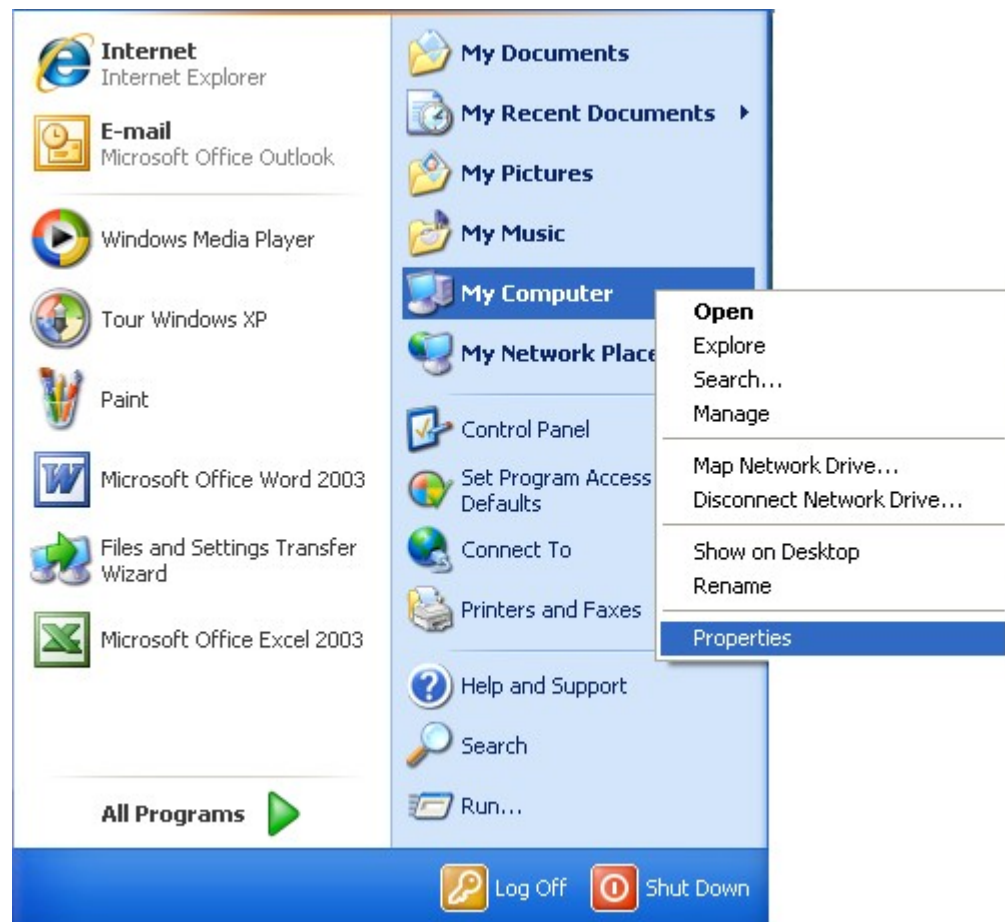 Internet
Internet Explorer
E-mail
Microsoft Office Outlook
Windows Media Player
Tour Windows XP
Paint
Microsoft Office Word 2003
Files and Settings Transfer
Wizard
Microsoft Office Excel 2003
All Programs
My Documents
My Recent Documents
My Pictures
My Music
My Computer
My Network Place
Control Panel
Set Program Access
Defaults
Connect To
Printers and Faxes
Help and Support
Search
Run...
Open
Explore
Search...
Manage
Map Network Drive...
Disconnect Network Drive...
Show on Desktop
Rename
Properties
Log Off
Shut Down